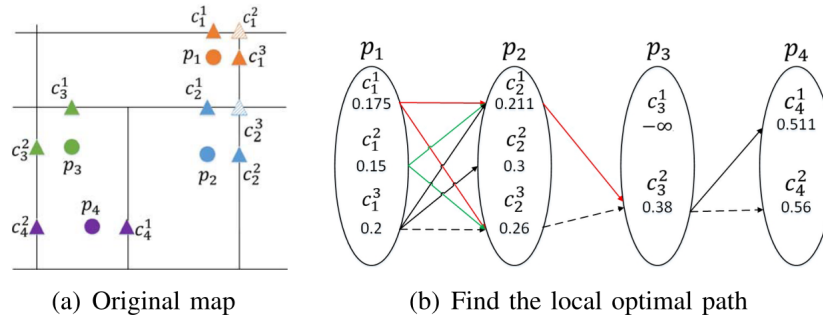 c₁¹ c₁²
p₁ c₁³
c₃¹ c₂¹
c₂³
c₃² p₃ p₂ c₂²
c₄² p₄ c₄¹
(a) Original map
p₁ p₂ p₃ p₄
c₁¹ c₂¹ c₃¹ c₄¹
0.175 0.211 −∞ 0.511
c₁² c₂² c₃² c₄²
0.15 0.3 0.38 0.56
c₁³ c₂³
0.2 0.26
(b) Find the local optimal path